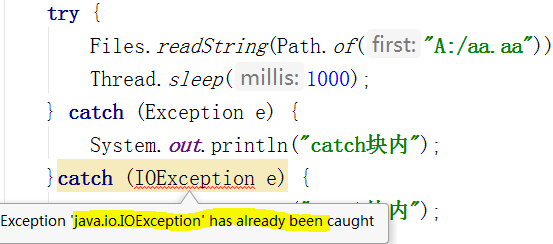 try {
Files.readString(Path.of( first: "A:/aa.aa"))
Thread.sleep( millis: 1000);
} catch (Exception e) {
System.out.println("catch块内");
}catch (IOException e) {
Exception 'java.io.IOException' has already been caught
块内");